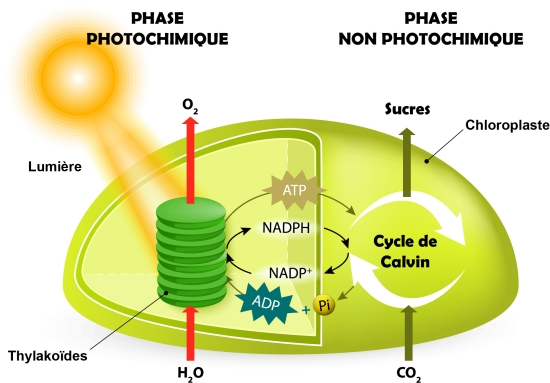 PHASE
PHOTOCHIMIQUE
PHASE
NON PHOTOCHIMIQUE
O₂
Sucres
Chloroplaste
Lumière
ATP
NADPH
Cycle de
Calvin
NADP⁺
ADP + Pi
Thylakoïdes
H₂O
CO₂